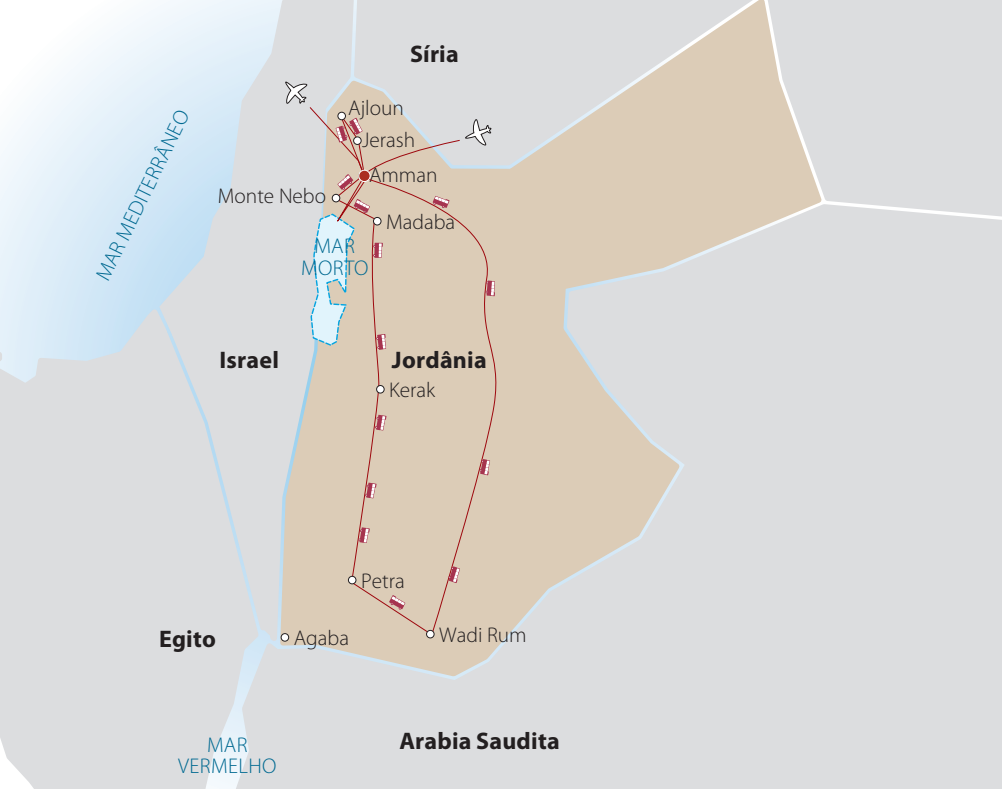 Síria
Ajloun
Jerash
Amman
MAR MEDITERRÂNEO
Monte Nebo
Madaba
MAR
MORTO
Israel
Jordânia
Kerak
Petra
Egito
Agaba
Wadi Rum
Arabia Saudita
MAR
VERMELHO